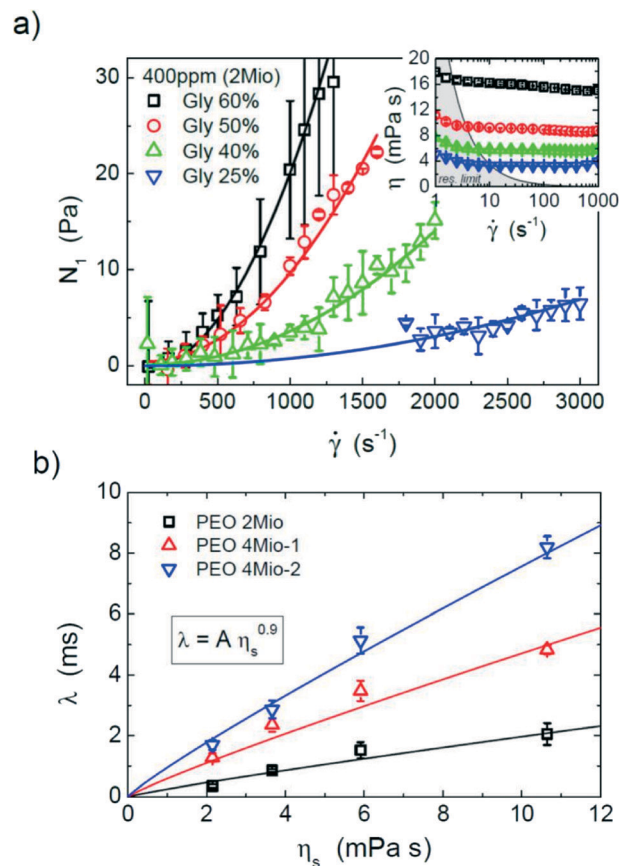 a)
400ppm (2Mio)
Gly 60%
Gly 50%
Gly 40%
Gly 25%
N₁ (Pa)
30
20
10
0
0 500 1000 1500 2000 2500 3000
γ̇ (s⁻¹)
η (mPa s)
20
16
12
8
4
0
res. limit
1 10 100 1000
γ̇ (s⁻¹)
b)
PEO 2Mio
PEO 4Mio-1
PEO 4Mio-2
λ = A ηₛ^0.9
λ (ms)
10
8
6
4
2
0
0 2 4 6 8 10 12
ηₛ (mPa s)